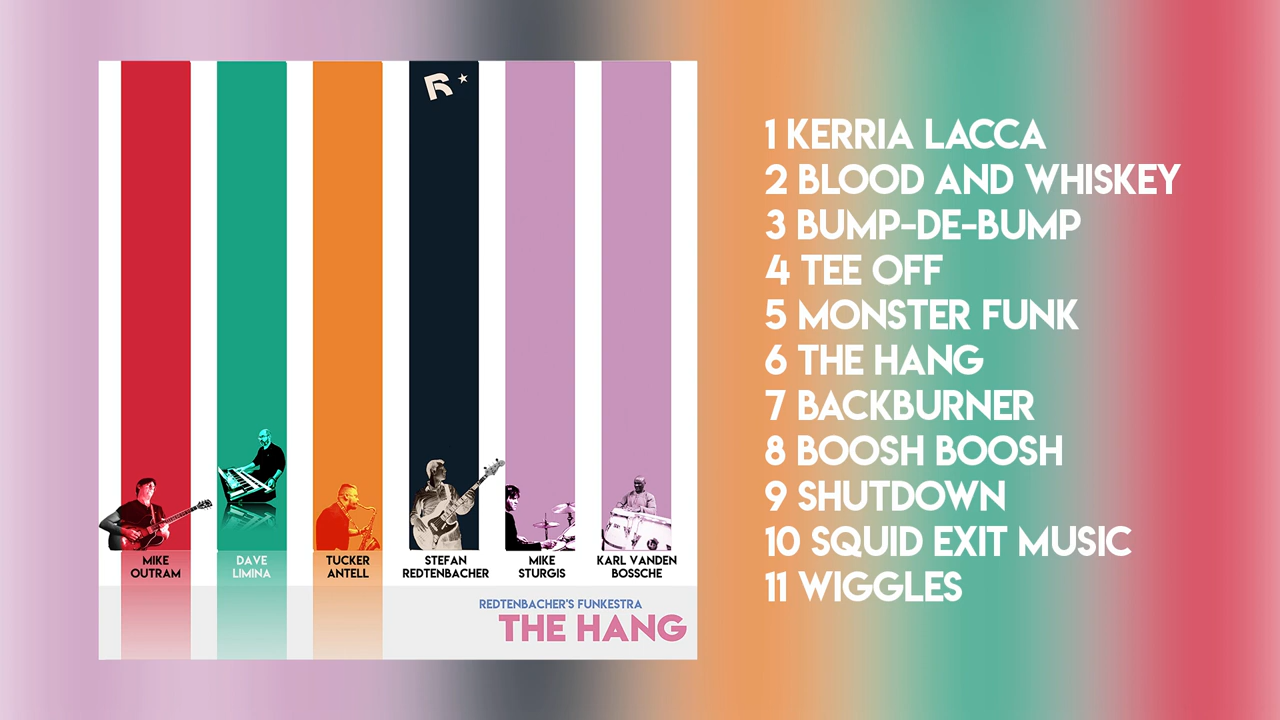 R
MIKE
OUTRAM
DAVE
LIMINA
TUCKER
ANTELL
STEFAN
REDTENBACHER
MIKE
STURGIS
KARL VANDEN
BOSSCHE
REDTENBACHER'S FUNKESTRA
THE HANG
1 KERRIA LACCA
2 BLOOD AND WHISKEY
3 BUMP-DE-BUMP
4 TEE OFF
5 MONSTER FUNK
6 THE HANG
7 BACKBURNER
8 BOOSH BOOSH
9 SHUTDOWN
10 SQUID EXIT MUSIC
11 WIGGLES